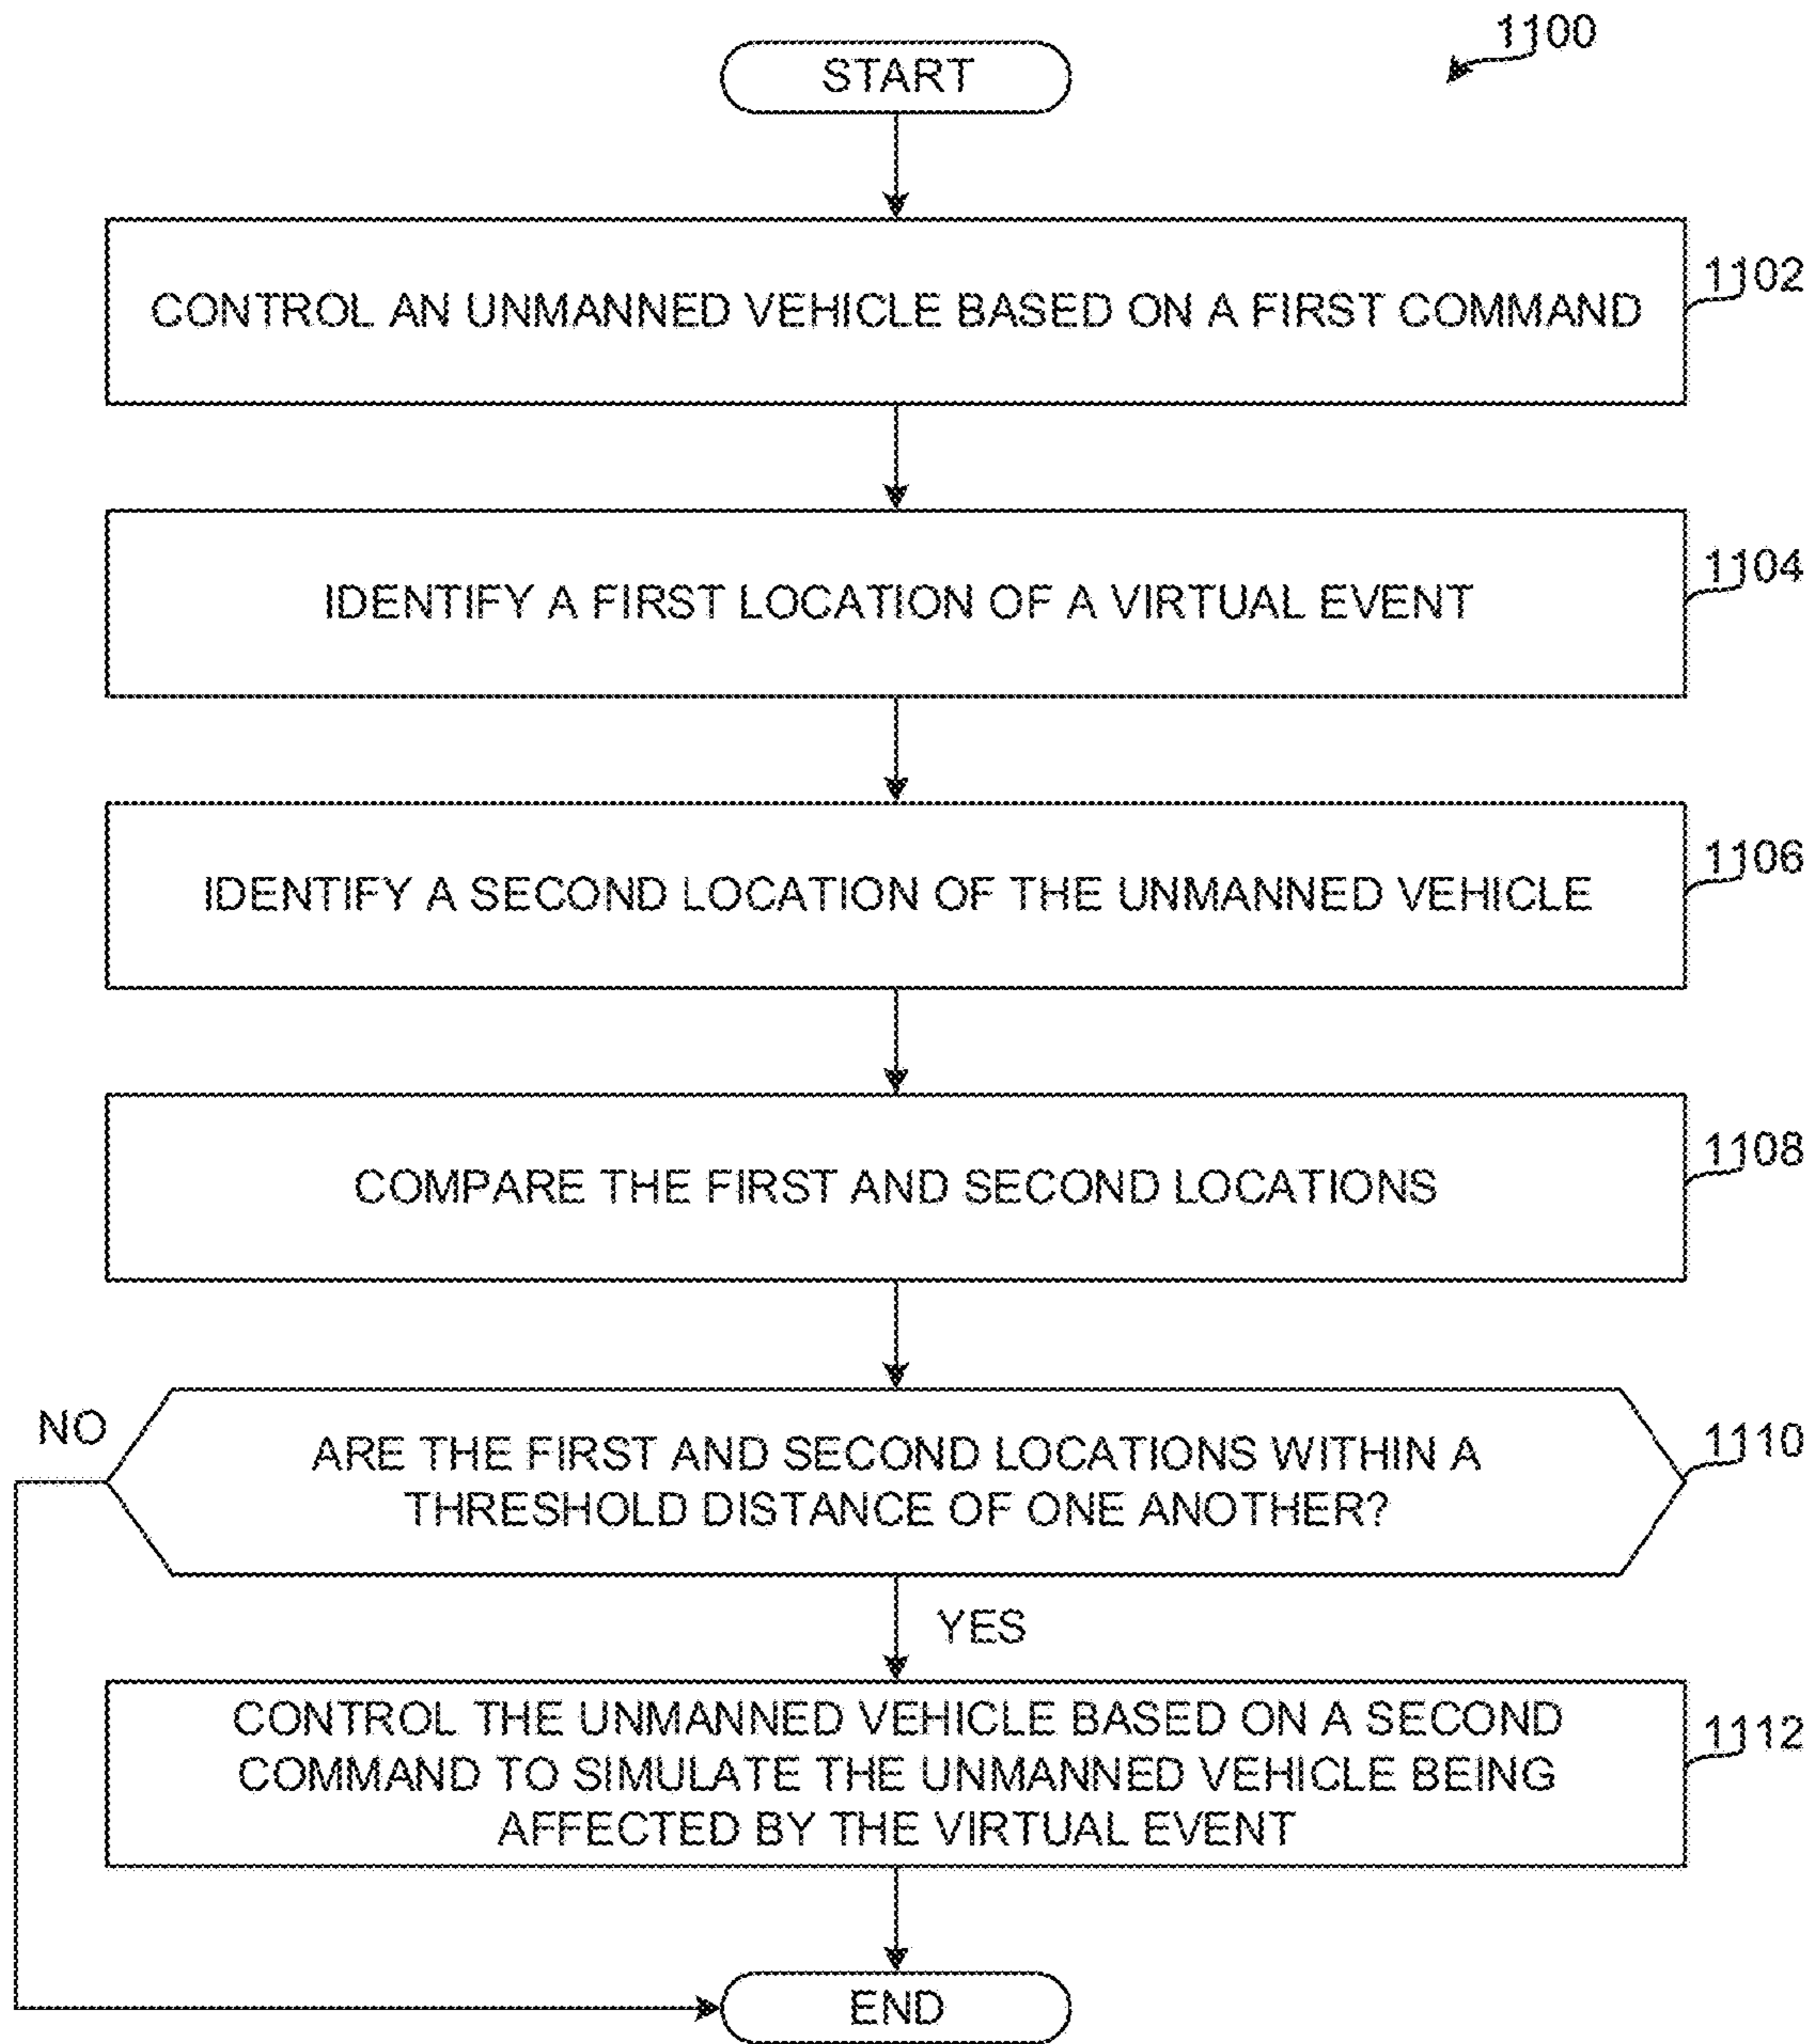 1100
START
CONTROL AN UNMANNED VEHICLE BASED ON A FIRST COMMAND
1102
IDENTIFY A FIRST LOCATION OF A VIRTUAL EVENT
1104
IDENTIFY A SECOND LOCATION OF THE UNMANNED VEHICLE
1106
COMPARE THE FIRST AND SECOND LOCATIONS
1108
NO
ARE THE FIRST AND SECOND LOCATIONS WITHIN A
THRESHOLD DISTANCE OF ONE ANOTHER?
1110
YES
CONTROL THE UNMANNED VEHICLE BASED ON A SECOND
COMMAND TO SIMULATE THE UNMANNED VEHICLE BEING
AFFECTED BY THE VIRTUAL EVENT
1112
END